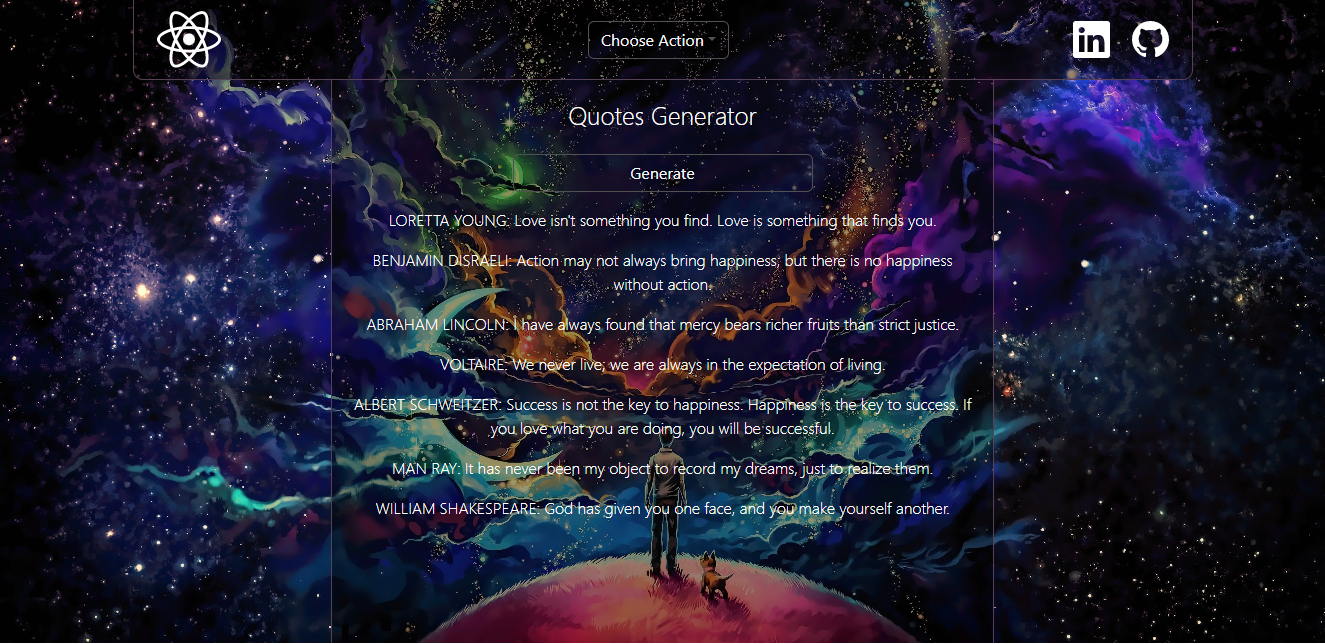 Choose Action
in
Quotes Generator
Generate
LORETTA YOUNG: Love isn't something you find. Love is something that finds you.
BENJAMIN DISRAELI: Action may not always bring happiness; but there is no happiness
without action.
ABRAHAM LINCOLN: I have always found that mercy bears richer fruits than strict justice.
VOLTAIRE: We never live; we are always in the expectation of living.
ALBERT SCHWEITZER: Success is not the key to happiness. Happiness is the key to success. If
you love what you are doing, you will be successful.
MAN RAY: It has never been my object to record my dreams, just to realize them.
WILLIAM SHAKESPEARE: God has given you one face, and you make yourself another.